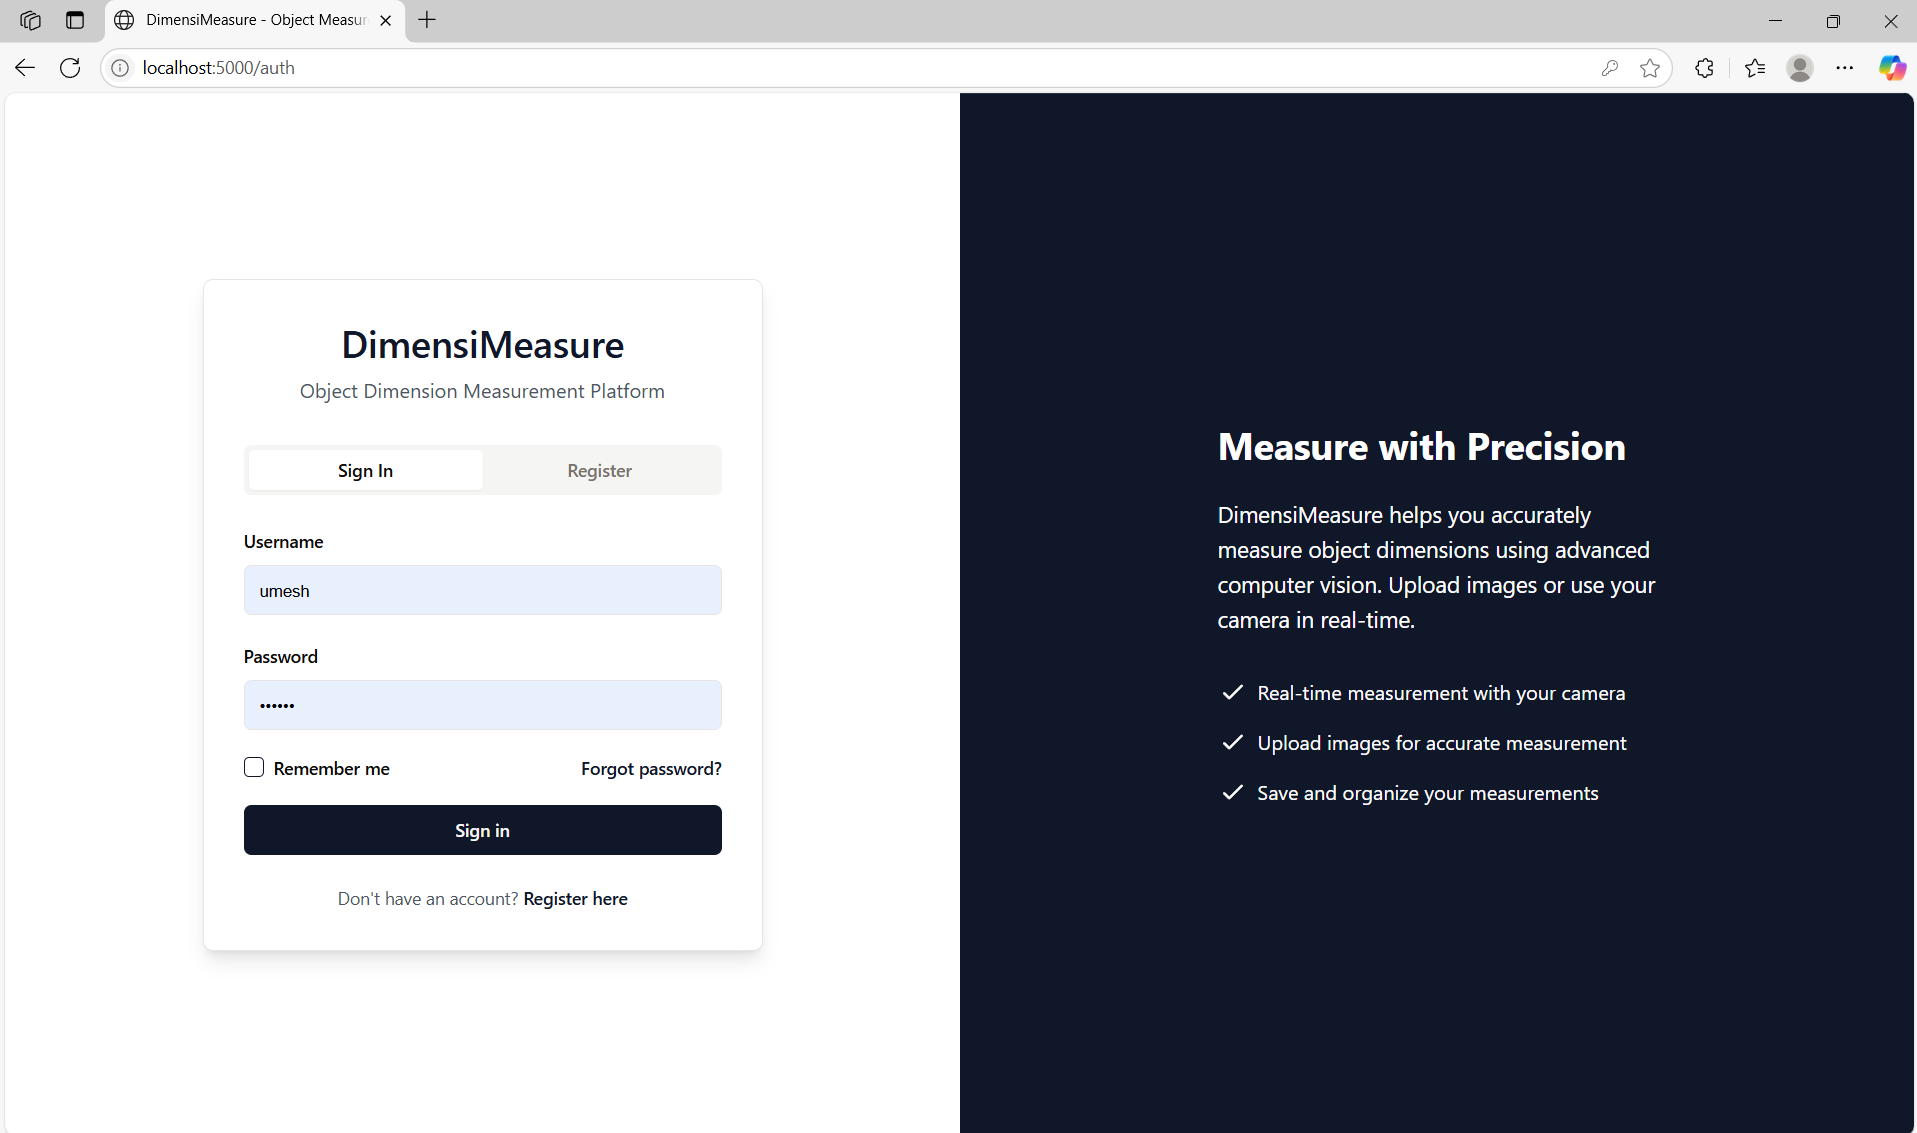 DimensiMeasure - Object Measur
localhost:5000/auth
DimensiMeasure
Object Dimension Measurement Platform
Sign In
Register
Username
umesh
Password
••••••
Remember me
Forgot password?
Sign in
Don't have an account? Register here
Measure with Precision
DimensiMeasure helps you accurately
measure object dimensions using advanced
computer vision. Upload images or use your
camera in real-time.
Real-time measurement with your camera
Upload images for accurate measurement
Save and organize your measurements